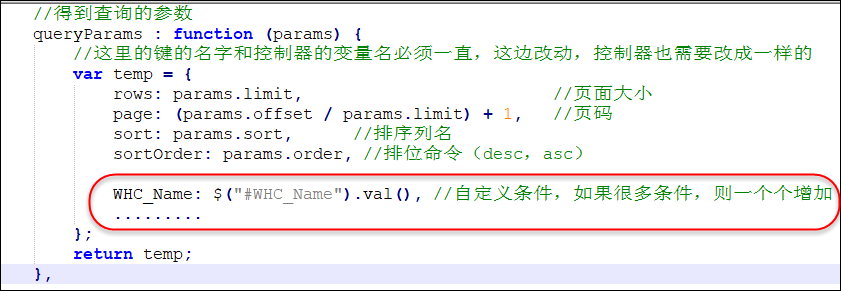 //得到查询的参数
queryParams : function (params) {
//这里的键的名字和控制器的变量名必须一直，这边改动，控制器也需要改成一样的
var temp = {
rows: params.limit, //页面大小
page: (params.offset / params.limit) + 1, //页码
sort: params.sort, //排序列名
sortOrder: params.order, //排位命令（desc，asc）
WHC_Name: $("#WHC_Name").val(), //自定义条件，如果很多条件，则一个个增加
.........
};
return temp;
},